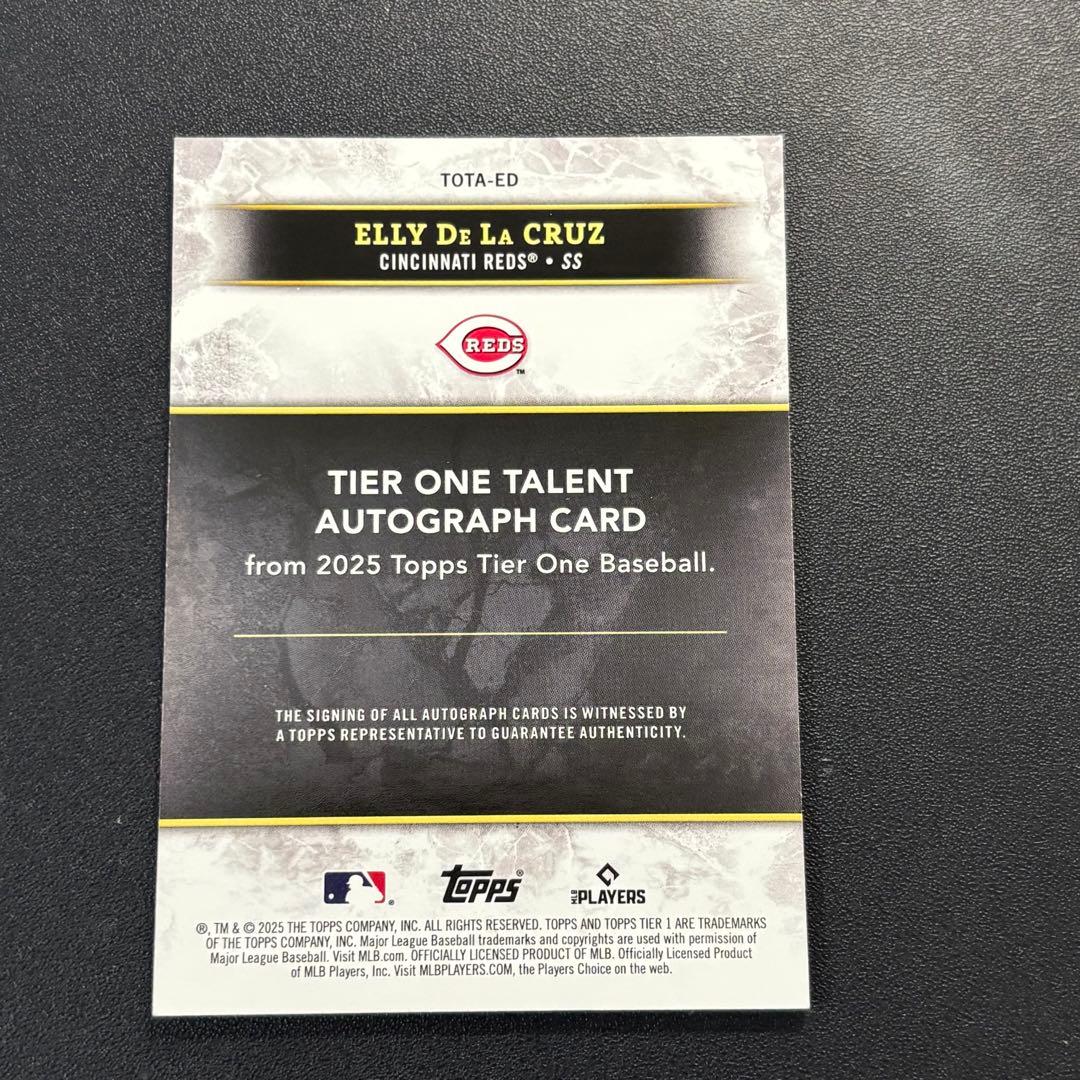 TOTA-ED
ELLY DE LA CRUZ
CINCINNATI REDS® • SS
REDS
TM
TIER ONE TALENT
AUTOGRAPH CARD
from 2025 Topps Tier One Baseball.
THE SIGNING OF ALL AUTOGRAPH CARDS IS WITNESSED BY
A TOPPS REPRESENTATIVE TO GUARANTEE AUTHENTICITY.
topps®
MLB PLAYERS
®, TM & © 2025 THE TOPPS COMPANY, INC. ALL RIGHTS RESERVED. TOPPS AND TOPPS TIER 1 ARE TRADEMARKS
OF THE TOPPS COMPANY, INC. Major League Baseball trademarks and copyrights are used with permission of
Major League Baseball. Visit MLB.com. OFFICIALLY LICENSED PRODUCT OF MLB. Officially Licensed Product
of MLB Players, Inc. Visit MLBPLAYERS.COM, the Players Choice on the web.